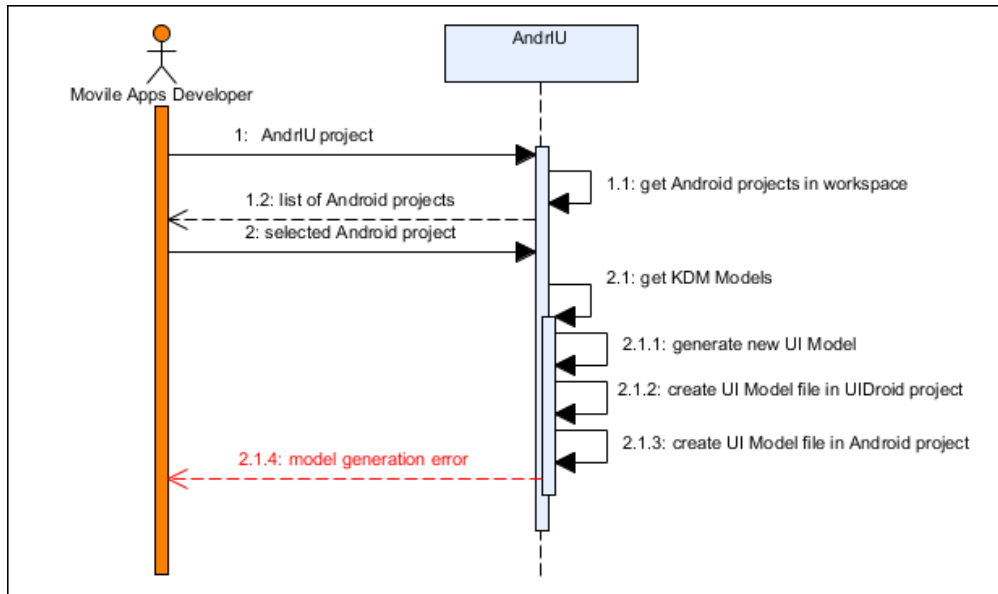 AndrIU
Movile Apps Developer
1: AndrIU project
1.1: get Android projects in workspace
1.2: list of Android projects
2: selected Android project
2.1: get KDM Models
2.1.1: generate new UI Model
2.1.2: create UI Model file in UIDroid project
2.1.3: create UI Model file in Android project
2.1.4: model generation error